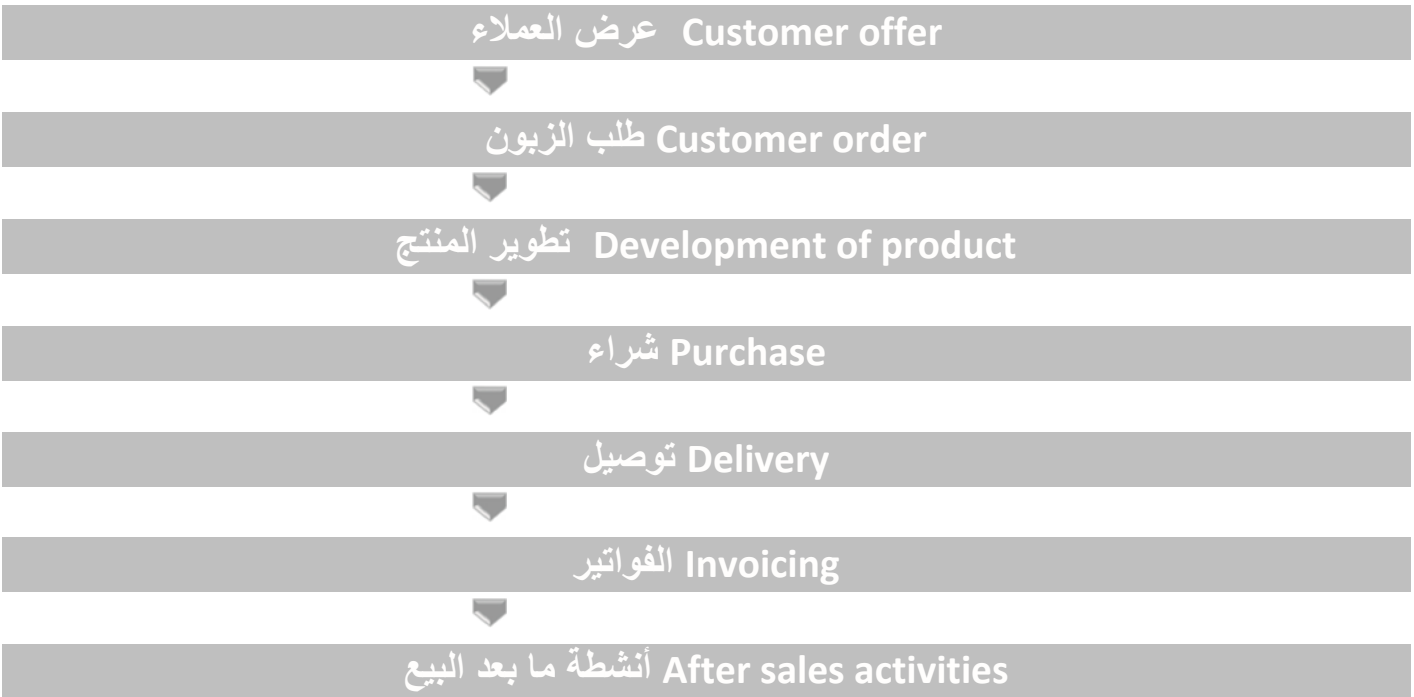 Customer offer عرض العملاء
Customer order طلب الزبون
Development of product تطوير المنتج
Purchase شراء
Delivery توصيل
Invoicing الفواتير
After sales activities أنشطة ما بعد البيع